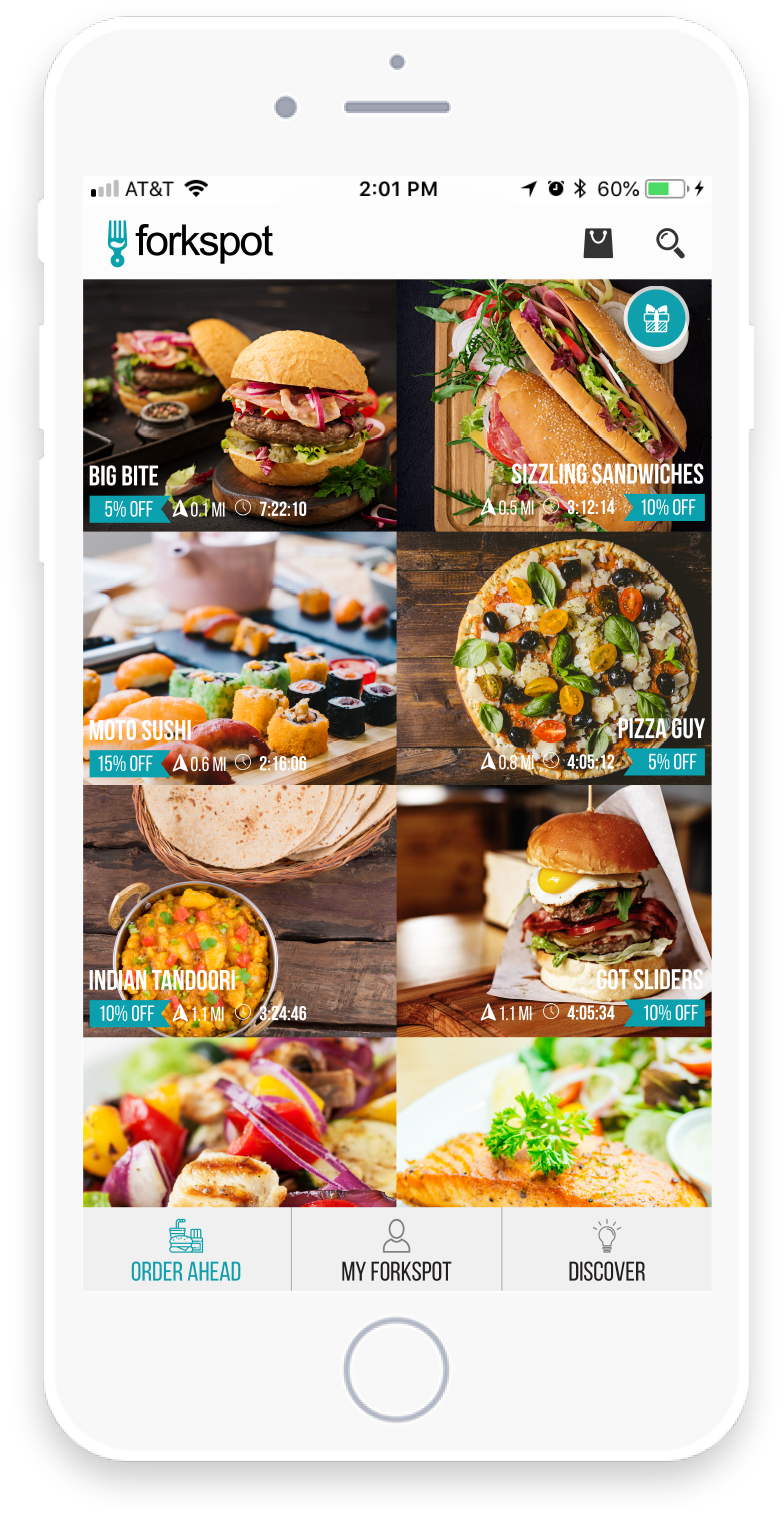 AT&T 2:01 PM 60%
forkspot
BIG BITE
5% OFF 0.1 MI 7:22:10
SIZZLING SANDWICHES
0.5 MI 3:12:14 10% OFF
MOTO SUSHI
15% OFF 0.6 MI 2:16:06
PIZZA GUY
0.8 MI 4:05:12 5% OFF
INDIAN TANDOORI
10% OFF 1.1 MI 3:24:46
GOT SLIDERS
1.1 MI 4:05:34 10% OFF
ORDER AHEAD
MY FORKSPOT
DISCOVER